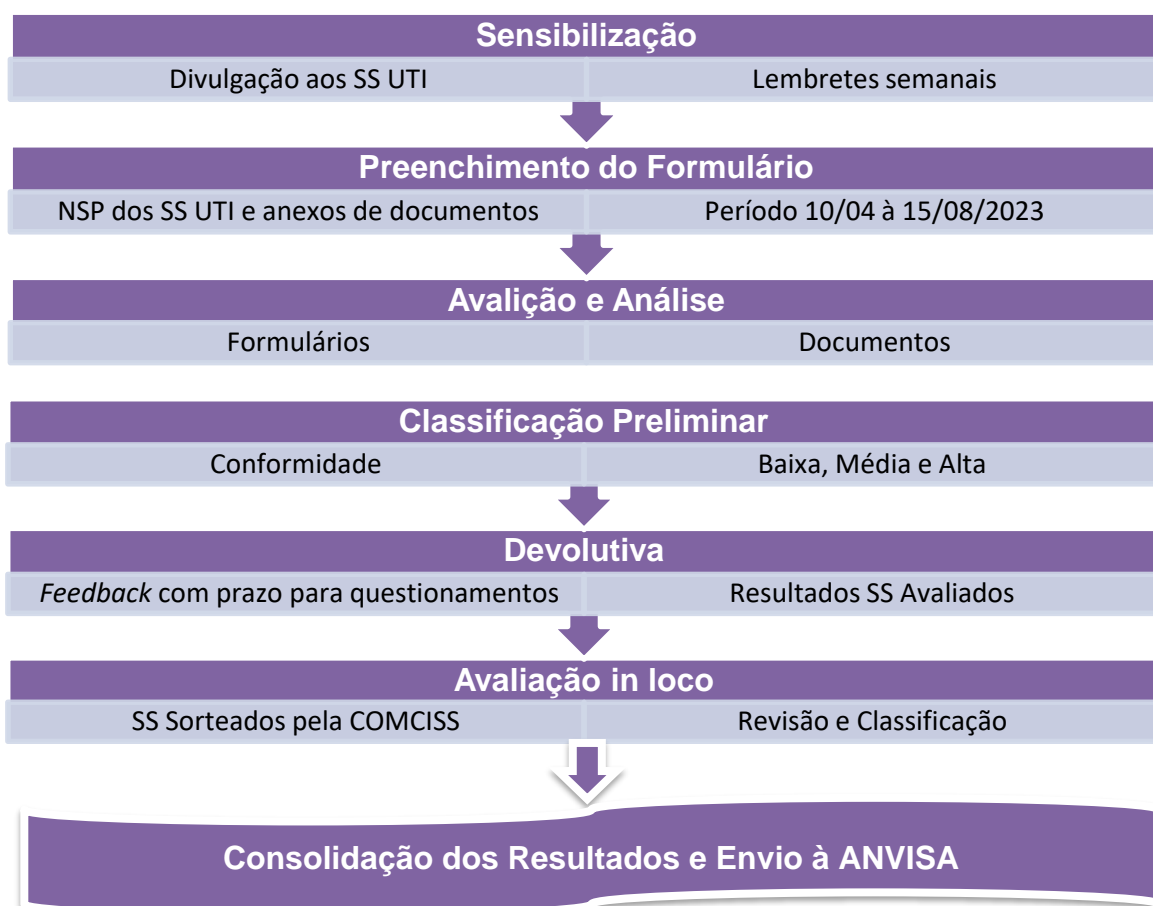 Sensibilização
Divulgação aos SS UTI
Lembretes semanais
Preenchimento do Formulário
NSP dos SS UTI e anexos de documentos
Período 10/04 à 15/08/2023
Avalição e Análise
Formulários
Documentos
Classificação Preliminar
Conformidade
Baixa, Média e Alta
Devolutiva
Feedback com prazo para questionamentos
Resultados SS Avaliados
Avaliação in loco
SS Sorteados pela COMCISS
Revisão e Classificação
Consolidação dos Resultados e Envio à ANVISA